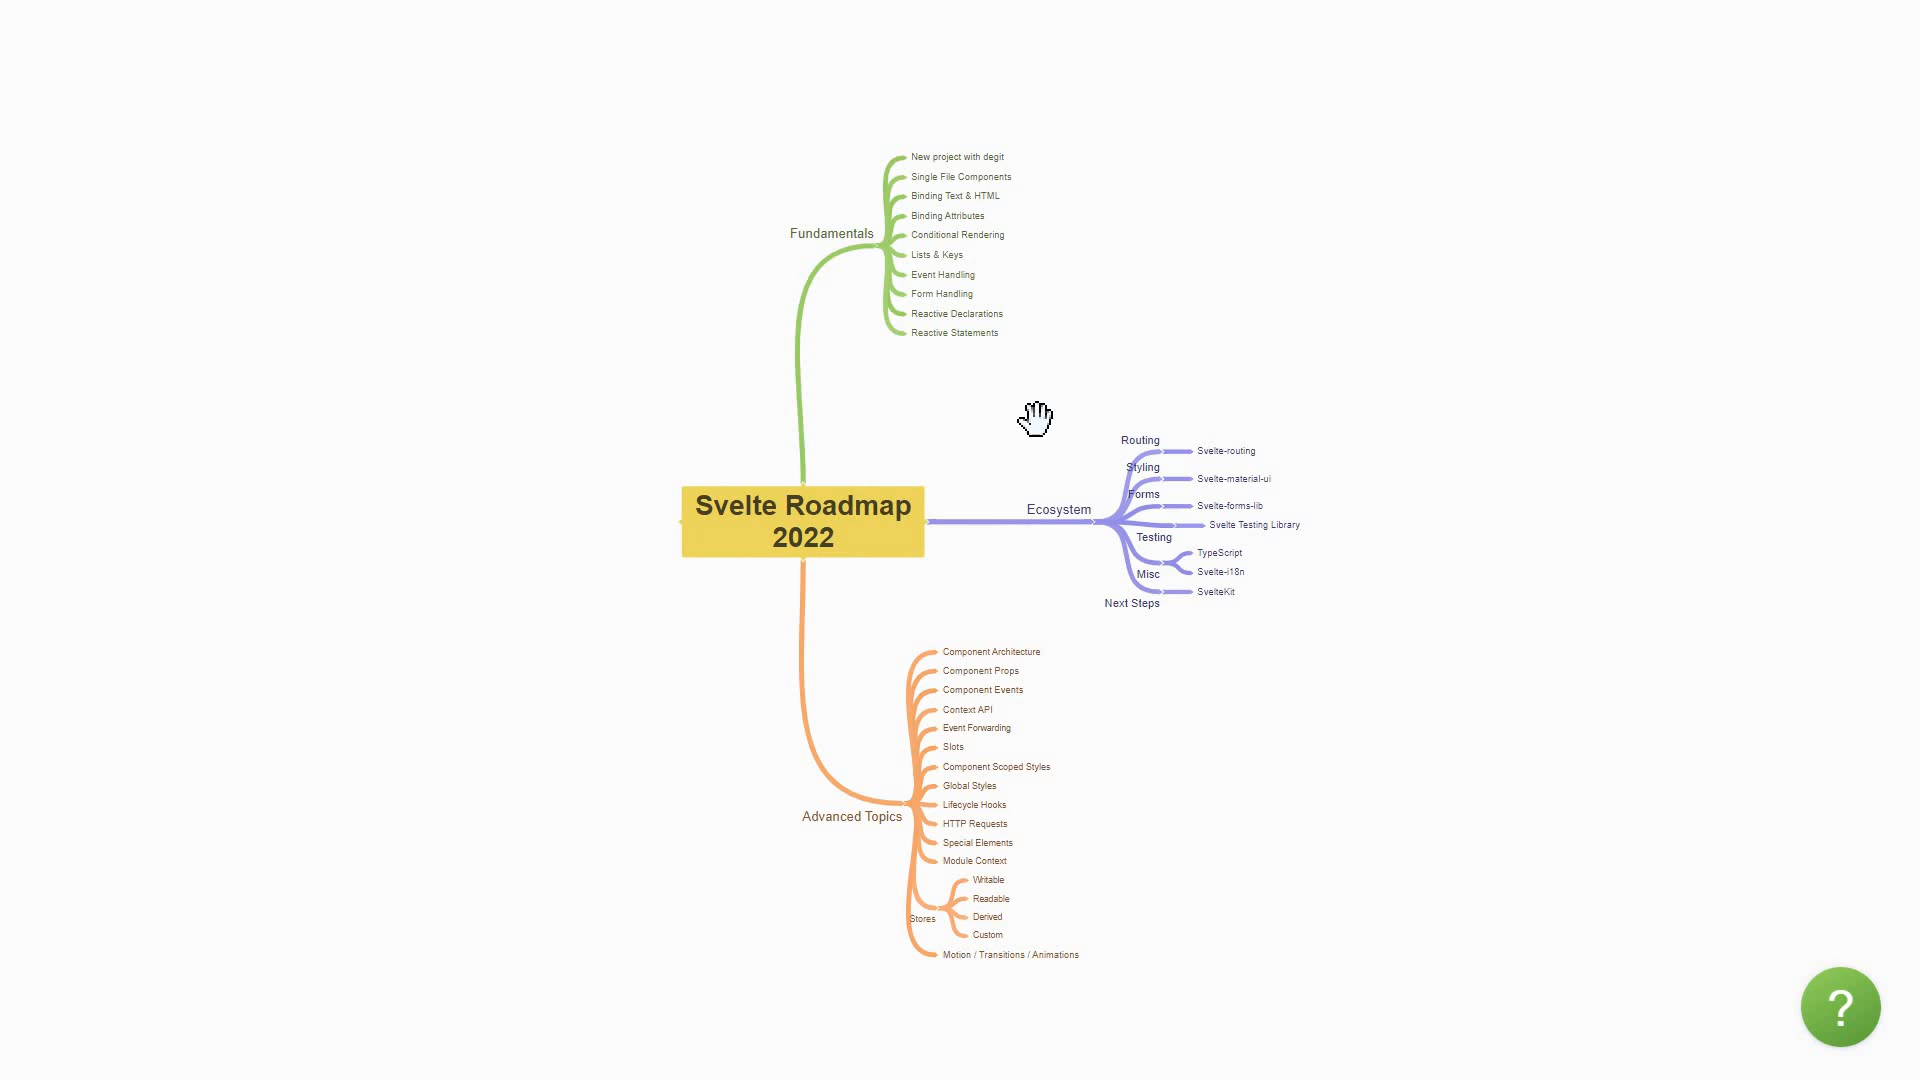 New project with degit
Single File Components
Binding Text & HTML
Binding Attributes
Fundamentals
Conditional Rendering
Lists & Keys
Event Handling
Form Handling
Reactive Declarations
Reactive Statements
Svelte Roadmap
2022
Ecosystem
Routing
Svelte-routing
Styling
Svelte-material-ui
Forms
Svelte-forms-lib
Svelte Testing Library
Testing
TypeScript
Misc
Svelte-i18n
SvelteKit
Next Steps
Component Architecture
Component Props
Component Events
Context API
Event Forwarding
Slots
Component Scoped Styles
Global Styles
Lifecycle Hooks
Advanced Topics
HTTP Requests
Special Elements
Module Context
Writable
Readable
Stores
Derived
Custom
Motion / Transitions / Animations
?